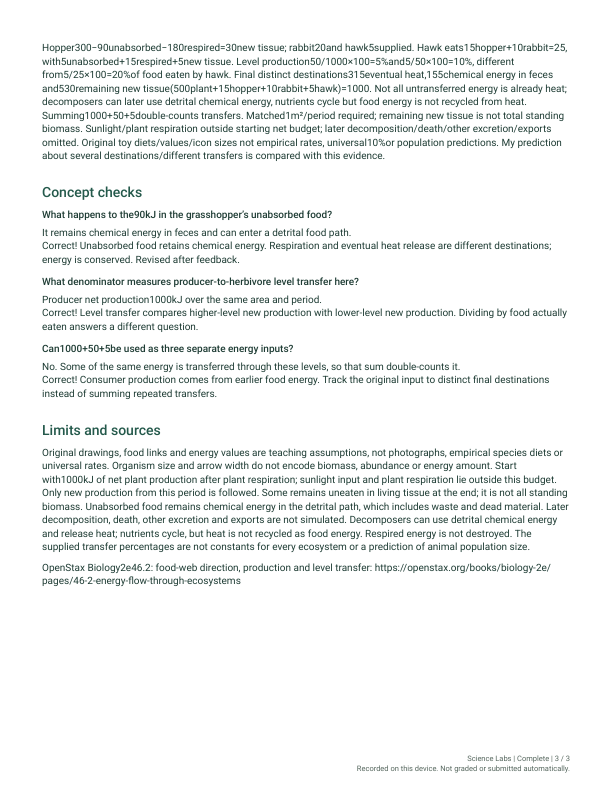 Hopper300−90unabsorbed−180respired=30new tissue; rabbit20and hawk5supplied. Hawk eats15hopper+10rabbit=25,
with5unabsorbed+15respired+5new tissue. Level production50/1000×100=5%and5/50×100=10%, different
from5/25×100=20%of food eaten by hawk. Final distinct destinations315eventual heat,155chemical energy in feces
and530remaining new tissue(500plant+15hopper+10rabbit+5hawk)=1000. Not all untransferred energy is already heat;
decomposers can later use detrital chemical energy, nutrients cycle but food energy is not recycled from heat.
Summing1000+50+5double-counts transfers. Matched1m²/period required; remaining new tissue is not total standing
biomass. Sunlight/plant respiration outside starting net budget; later decomposition/death/other excretion/exports
omitted. Original toy diets/values/icon sizes not empirical rates, universal10%or population predictions. My prediction
about several destinations/different transfers is compared with this evidence.
Concept checks
What happens to the90kJ in the grasshopper's unabsorbed food?
It remains chemical energy in feces and can enter a detrital food path.
Correct! Unabsorbed food retains chemical energy. Respiration and eventual heat release are different destinations;
energy is conserved. Revised after feedback.
What denominator measures producer-to-herbivore level transfer here?
Producer net production1000kJ over the same area and period.
Correct! Level transfer compares higher-level new production with lower-level new production. Dividing by food actually
eaten answers a different question.
Can1000+50+5be used as three separate energy inputs?
No. Some of the same energy is transferred through these levels, so that sum double-counts it.
Correct! Consumer production comes from earlier food energy. Track the original input to distinct final destinations
instead of summing repeated transfers.
Limits and sources
Original drawings, food links and energy values are teaching assumptions, not photographs, empirical species diets or
universal rates. Organism size and arrow width do not encode biomass, abundance or energy amount. Start
with1000kJ of net plant production after plant respiration; sunlight input and plant respiration lie outside this budget.
Only new production from this period is followed. Some remains uneaten in living tissue at the end; it is not all standing
biomass. Unabsorbed food remains chemical energy in the detrital path, which includes waste and dead material. Later
decomposition, death, other excretion and exports are not simulated. Decomposers can use detrital chemical energy
and release heat; nutrients cycle, but heat is not recycled as food energy. Respired energy is not destroyed. The
supplied transfer percentages are not constants for every ecosystem or a prediction of animal population size.
OpenStax Biology2e46.2: food-web direction, production and level transfer: https://openstax.org/books/biology-2e/
pages/46-2-energy-flow-through-ecosystems
Science Labs | Complete | 3 / 3
Recorded on this device. Not graded or submitted automatically.